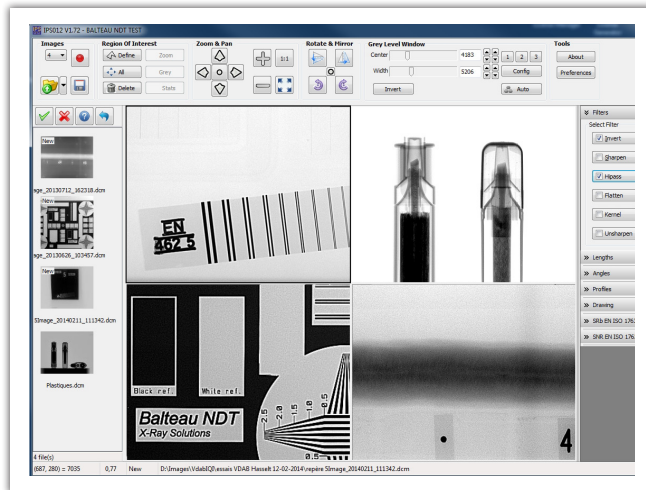 IPS012 V1.72 - BALTEAU NDT TEST
Images
Region Of Interest
Zoom & Pan
Rotate & Mirror
Grey Level Window
Tools
4
Define
Zoom
1:1
Center
4183
1 2 3
About
All
Grey
Width
5206
Config
Preferences
Delete
Stats
Invert
Auto
New
age_20130712_162318.dcm
New
age_20130626_103457.dcm
New
SImage_20140211_111342.dcm
Plastiques.dcm
4 file(s)
EN
462 5
Black ref.
White ref.
Balteau NDT
X-Ray Solutions
2.5
2.0
1.5
1.0
0.5
0.5
4
Filters
Select Filter
Invert
Sharpen
Hipass
Flatten
Kernel
Unsharpen
Lengths
Angles
Profiles
Drawing
SRb EN ISO 176
SNR EN ISO 176
(687, 280) = 7035
0,77
New
D:\Images\VdabIQI\essais VDAB Hasselt 12-02-2014\repère SImage_20140211_111342.dcm